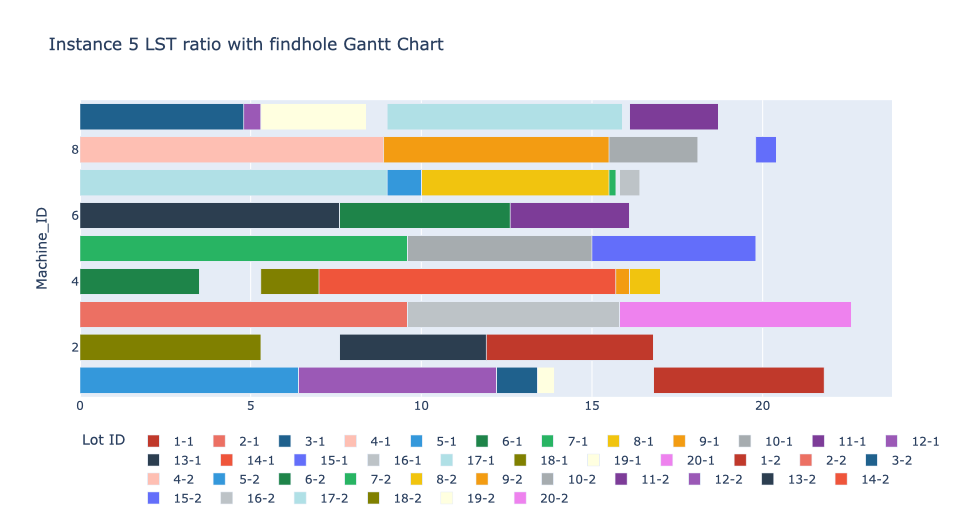 Instance 5 LST ratio with findhole Gantt Chart
Machine_ID
8
6
4
2
0 5 10 15 20
Lot ID 1-1 2-1 3-1 4-1 5-1 6-1 7-1 8-1 9-1 10-1 11-1 12-1
13-1 14-1 15-1 16-1 17-1 18-1 19-1 20-1 1-2 2-2 3-2
4-2 5-2 6-2 7-2 8-2 9-2 10-2 11-2 12-2 13-2 14-2
15-2 16-2 17-2 18-2 19-2 20-2